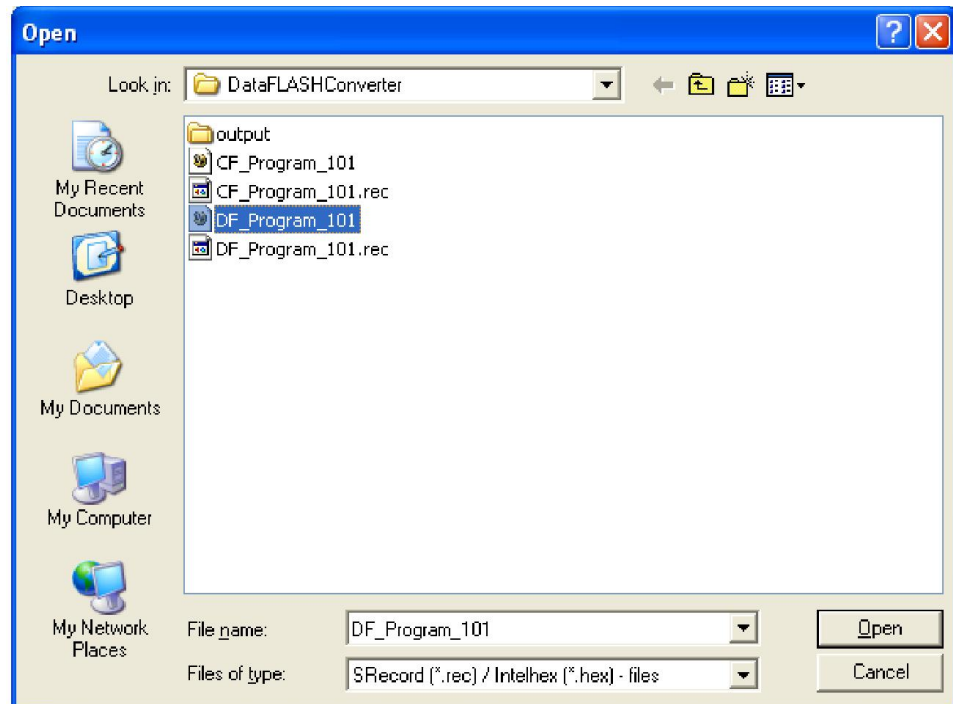 Open
Look in: DataFLASHConverter
output
CF_Program_101
CF_Program_101.rec
DF_Program_101
DF_Program_101.rec
My Recent
Documents
Desktop
My Documents
My Computer
My Network
Places
File name: DF_Program_101 Open
Files of type: SRecord (*.rec) / Intelhex (*.hex) - files Cancel